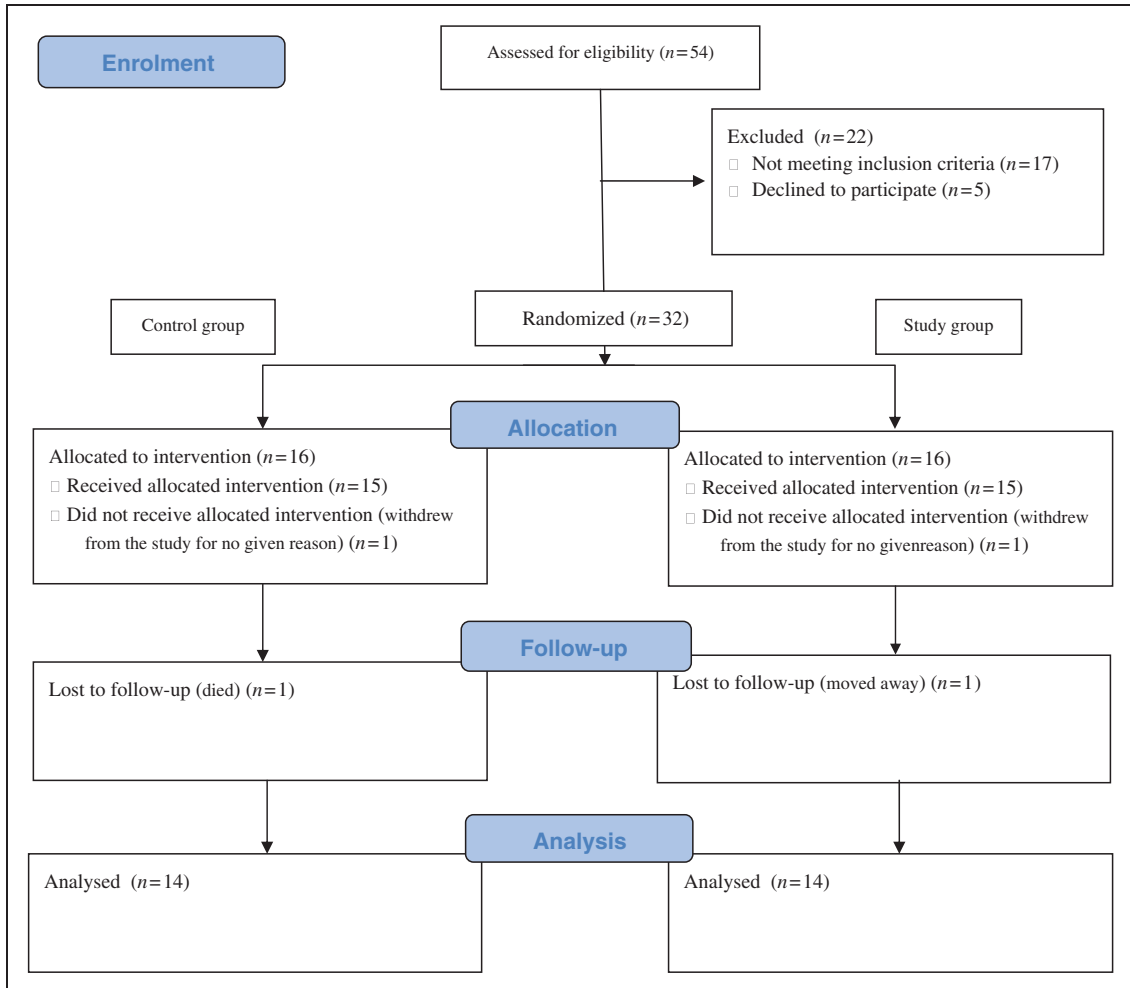 Enrolment
Assessed for eligibility (n=54)
Excluded (n=22)
Not meeting inclusion criteria (n=17)
Declined to participate (n=5)
Randomized (n=32)
Control group
Study group
Allocation
Allocated to intervention (n=16)
Received allocated intervention (n=15)
Did not receive allocated intervention (withdrew
from the study for no given reason) (n=1)
Allocated to intervention (n=16)
Received allocated intervention (n=15)
Did not receive allocated intervention (withdrew
from the study for no givenreason) (n=1)
Follow-up
Lost to follow-up (died) (n=1)
Lost to follow-up (moved away) (n=1)
Analysis
Analysed (n=14)
Analysed (n=14)